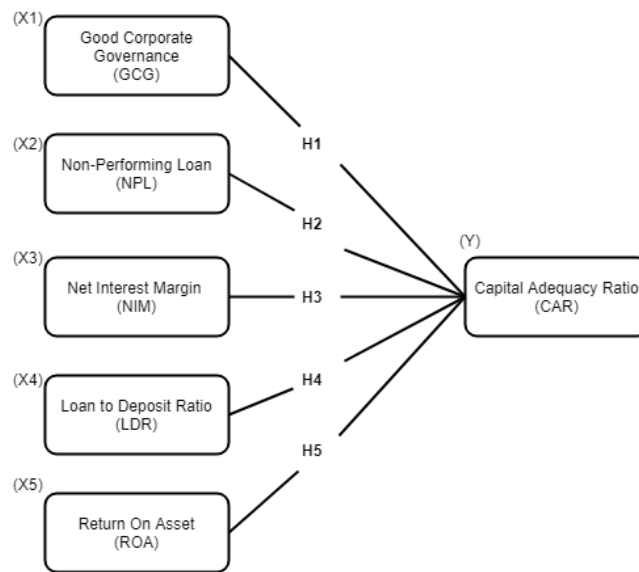 (X1)
Good Corporate
Governance
(GCG)
H1
(X2)
Non-Performing Loan
(NPL)
H2
(Y)
(X3)
Net Interest Margin
(NIM)
H3
Capital Adequacy Ratio
(CAR)
(X4)
Loan to Deposit Ratio
(LDR)
H4
H5
(X5)
Return On Asset
(ROA)